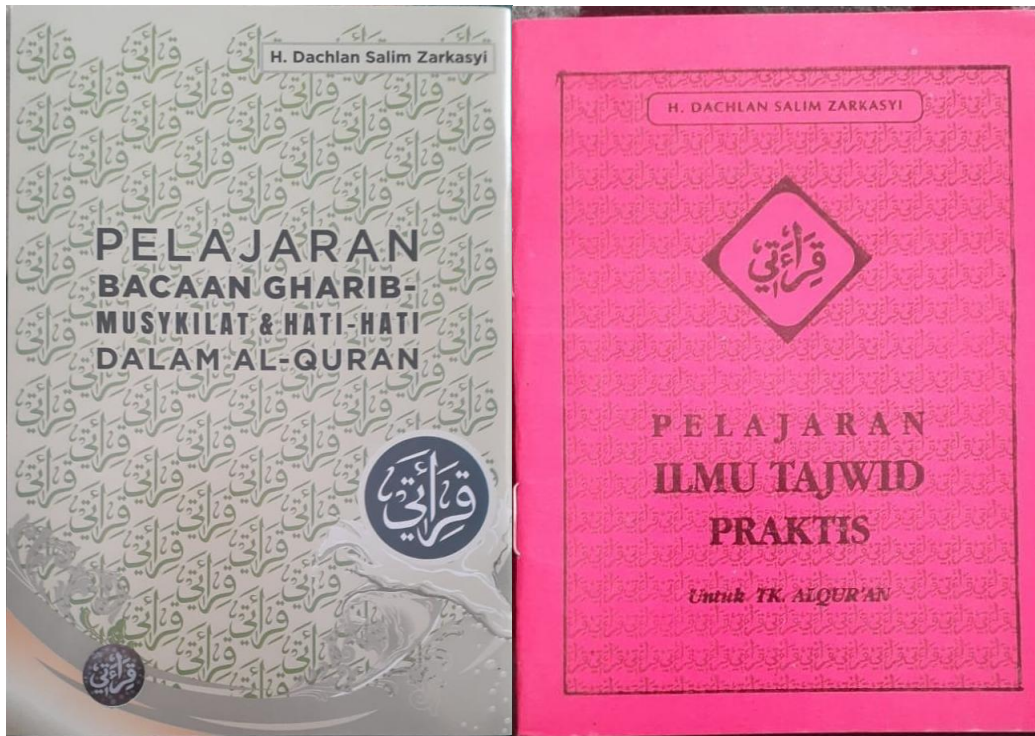 H. Dachlan Salim Zarkasyi
PELAJARAN
BACAAN GHARIB-
MUSYKILAT & HATI-HATI
DALAM AL-QURAN
قرأتي
قرأتي
H. DACHLAN SALIM ZARKASYI
قرأتي
PELAJARAN
ILMU TAJWID
PRAKTIS
Untuk TK. ALQUR'AN